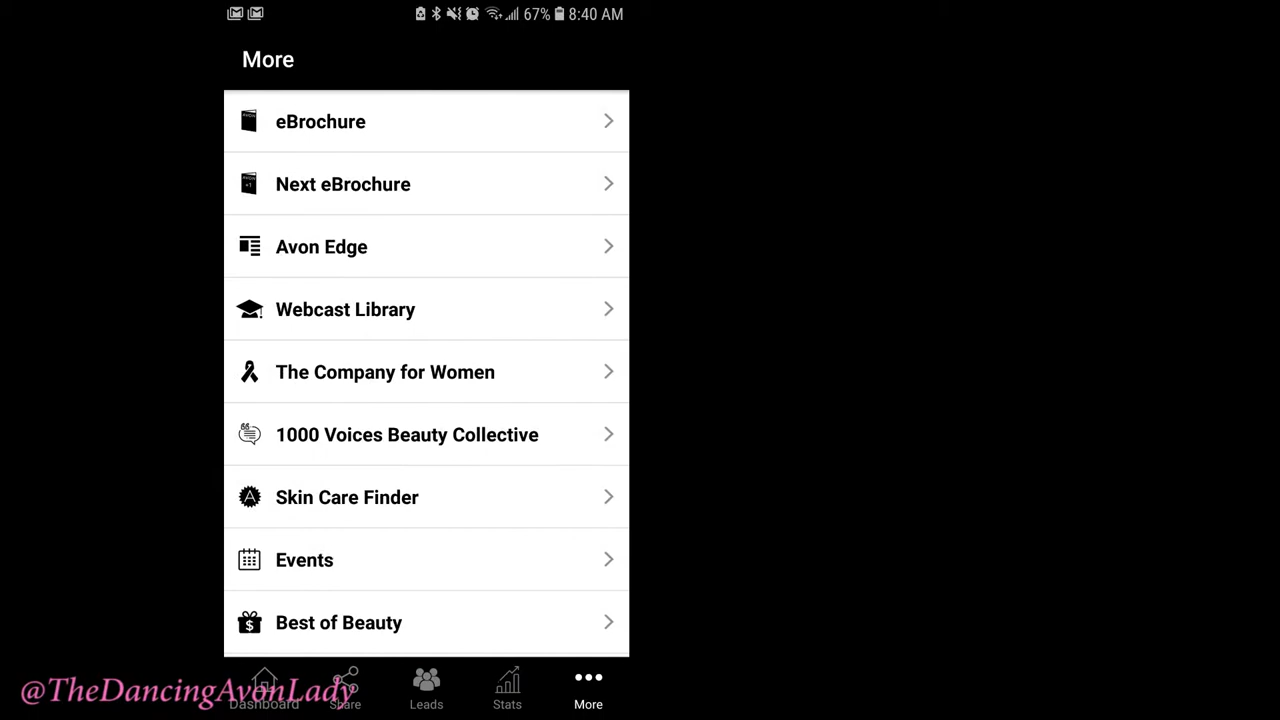 67% 8:40 AM
More
eBrochure
Next eBrochure
Avon Edge
Webcast Library
The Company for Women
1000 Voices Beauty Collective
Skin Care Finder
Events
Best of Beauty
Dashboard Share Leads Stats More
@TheDancingAvonLady